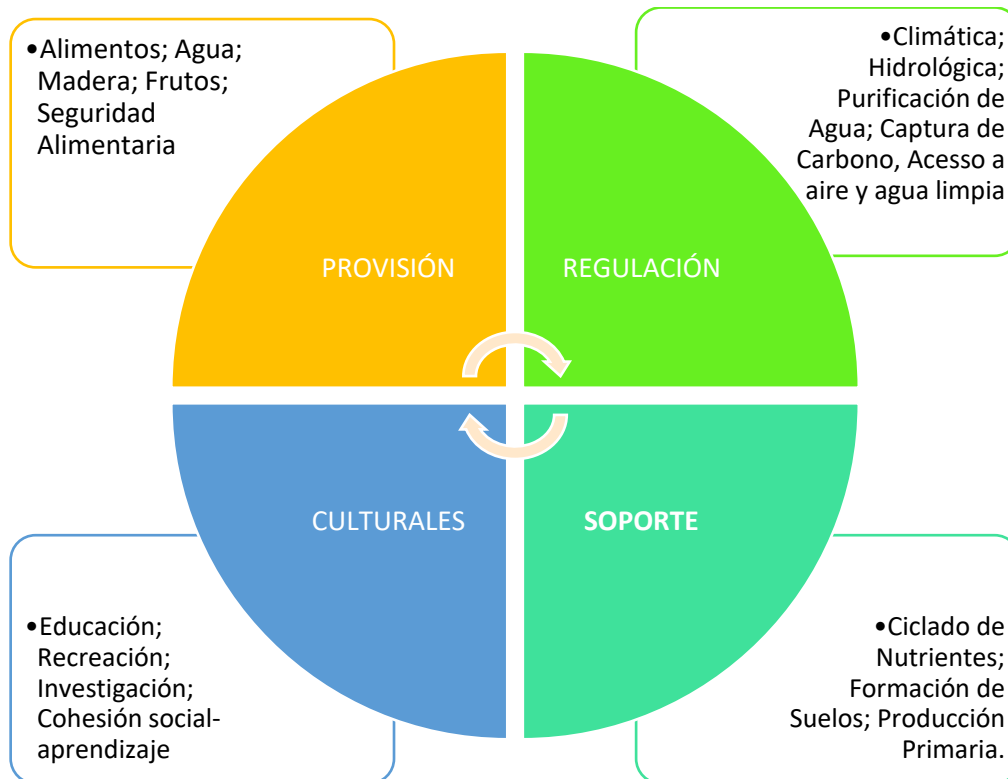 •Alimentos; Agua;
Madera; Frutos;
Seguridad
Alimentaria
•Climática;
Hidrológica;
Purificación de
Agua; Captura de
Carbono, Acesso a
aire y agua limpia
PROVISIÓN
REGULACIÓN
CULTURALES
SOPORTE
•Educación;
Recreación;
Investigación;
Cohesión social-
aprendizaje
•Ciclado de
Nutrientes;
Formación de
Suelos; Producción
Primaria.